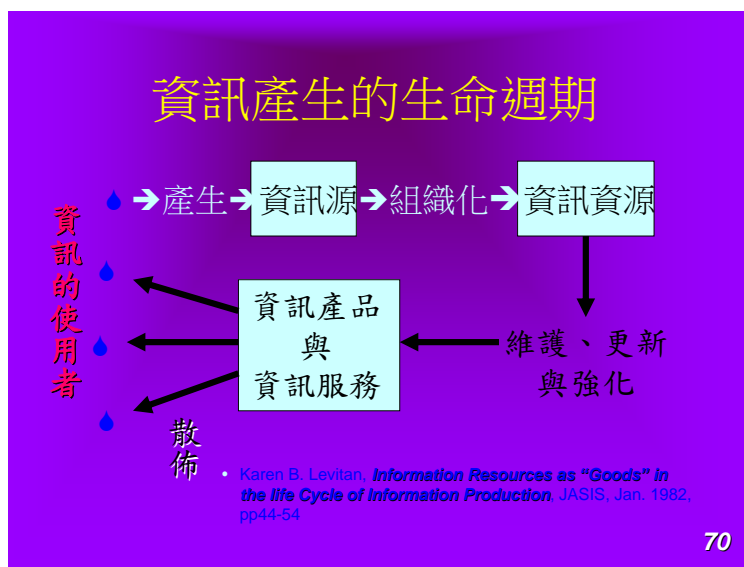 資訊產生的生命週期
資訊的使用者
➔產生➔資訊源➔組織化➔資訊資源
資訊產品
與
資訊服務
維護、更新
與強化
散佈
• Karen B. Levitan, Information Resources as “Goods” in
the life Cycle of Information Production, JASIS, Jan. 1982,
pp44-54
70